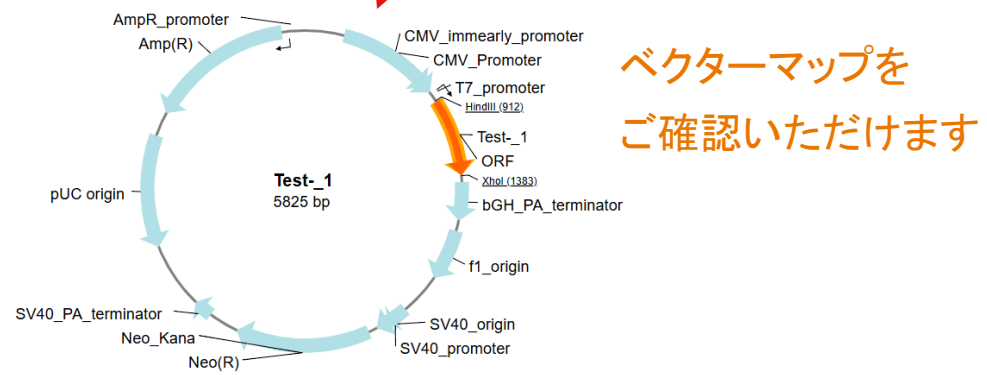 AmpR_promoter
Amp(R)
CMV_immearly_promoter
CMV_Promoter
T7_promoter
HindIII (912)
Test-_1
ORF
XhoI (1383)
bGH_PA_terminator
f1_origin
SV40_origin
SV40_promoter
Neo(R)
Neo_Kana
SV40_PA_terminator
pUC origin
Test-_1
5825 bp
ベクターマップを
ご確認いただけます